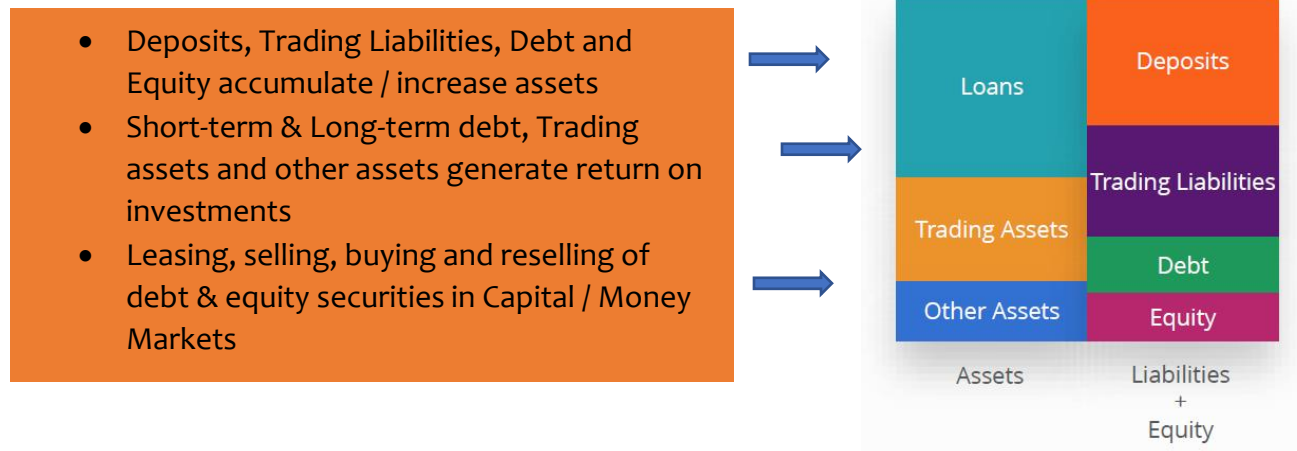 • Deposits, Trading Liabilities, Debt and
Equity accumulate / increase assets
• Short-term & Long-term debt, Trading
assets and other assets generate return on
investments
• Leasing, selling, buying and reselling of
debt & equity securities in Capital / Money
Markets
Loans
Trading Assets
Other Assets
Assets
Deposits
Trading Liabilities
Debt
Equity
Liabilities
+
Equity